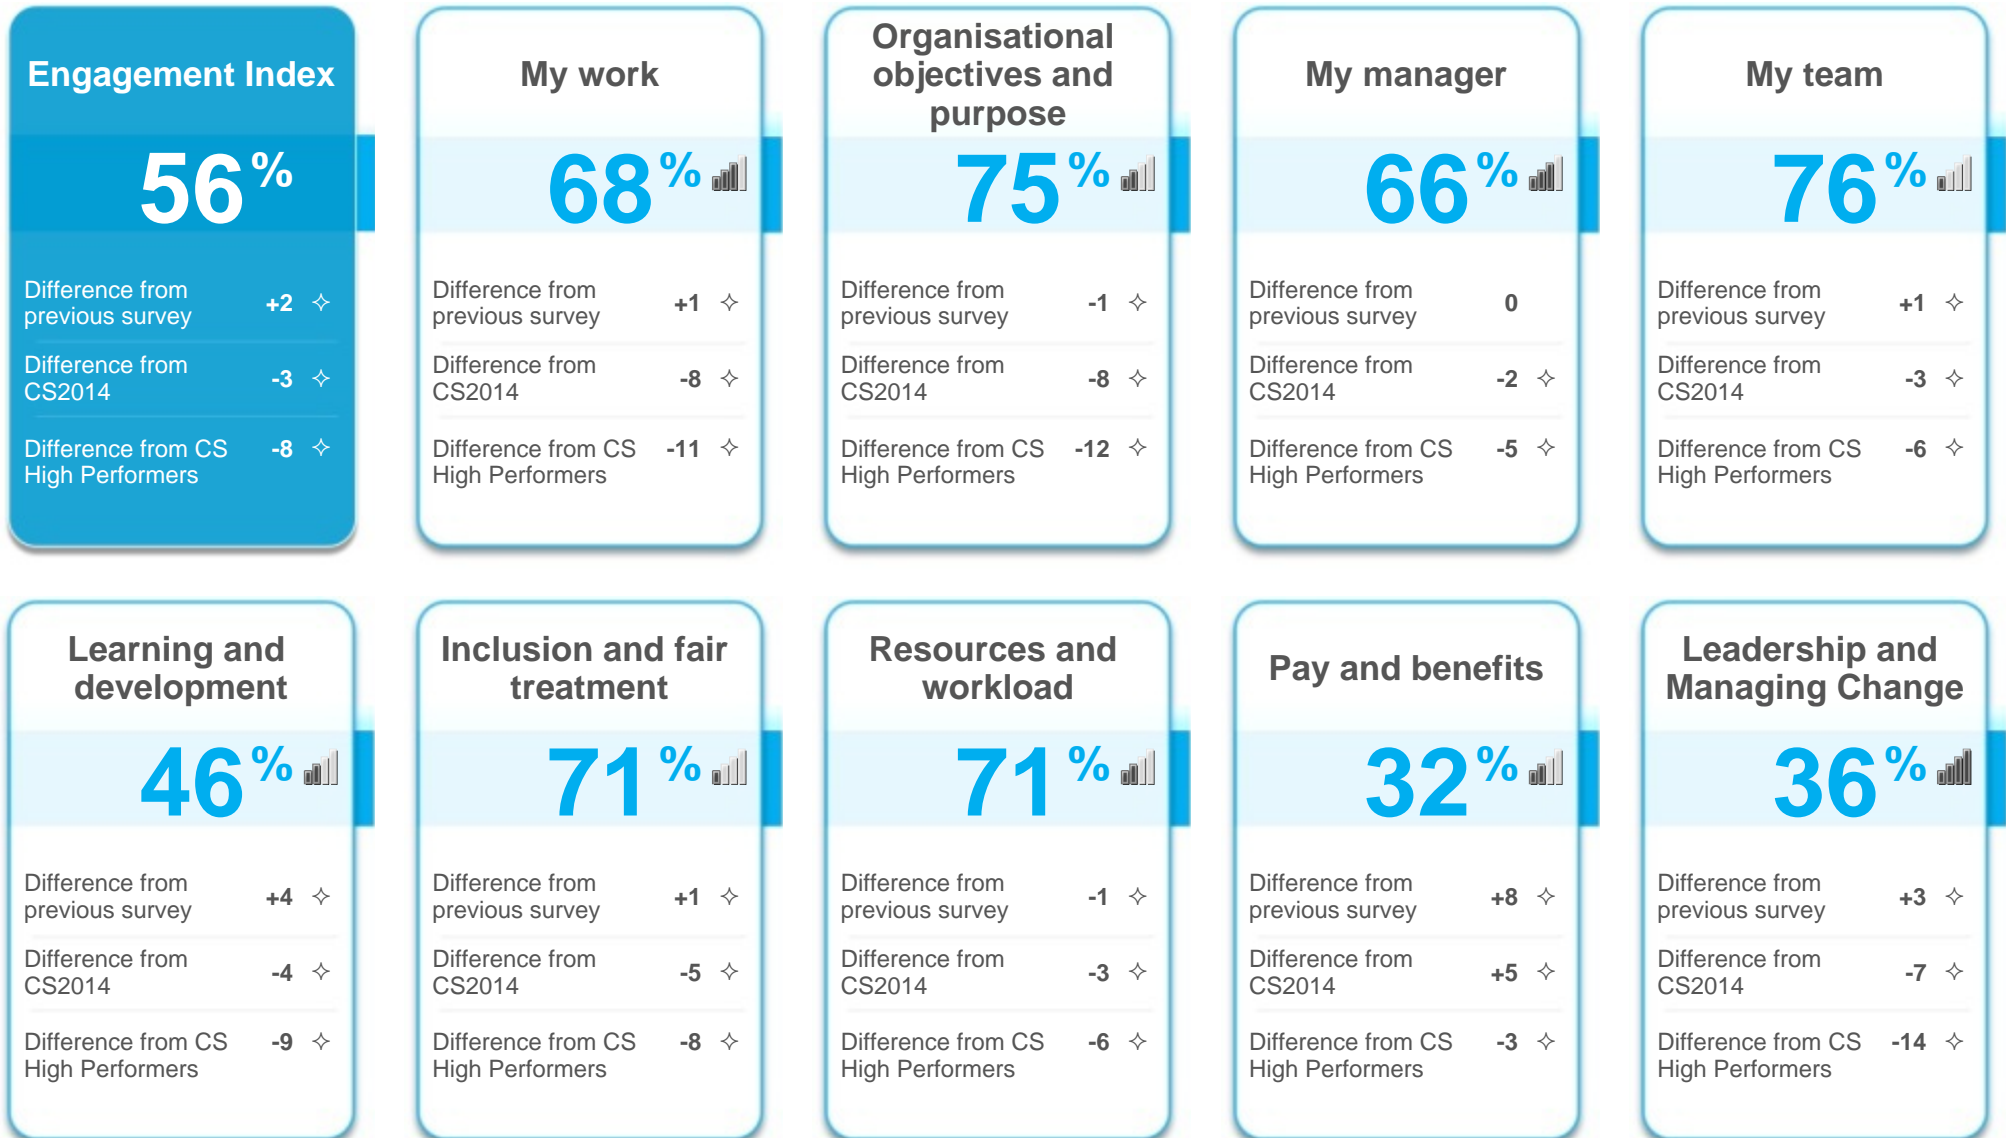 Engagement Index
56%
Difference from
previous survey +2 ✧
Difference from
CS2014 -3 ✧
Difference from CS
High Performers -8 ✧
My work
68%
Difference from
previous survey +1 ✧
Difference from
CS2014 -8 ✧
Difference from CS
High Performers -11 ✧
Organisational
objectives and
purpose
75%
Difference from
previous survey -1 ✧
Difference from
CS2014 -8 ✧
Difference from CS
High Performers -12 ✧
My manager
66%
Difference from
previous survey 0
Difference from
CS2014 -2 ✧
Difference from CS
High Performers -5 ✧
My team
76%
Difference from
previous survey +1 ✧
Difference from
CS2014 -3 ✧
Difference from CS
High Performers -6 ✧
Learning and
development
46%
Difference from
previous survey +4 ✧
Difference from
CS2014 -4 ✧
Difference from CS
High Performers -9 ✧
Inclusion and fair
treatment
71%
Difference from
previous survey +1 ✧
Difference from
CS2014 -5 ✧
Difference from CS
High Performers -8 ✧
Resources and
workload
71%
Difference from
previous survey -1 ✧
Difference from
CS2014 -3 ✧
Difference from CS
High Performers -6 ✧
Pay and benefits
32%
Difference from
previous survey +8 ✧
Difference from
CS2014 +5 ✧
Difference from CS
High Performers -3 ✧
Leadership and
Managing Change
36%
Difference from
previous survey +3 ✧
Difference from
CS2014 -7 ✧
Difference from CS
High Performers -14 ✧